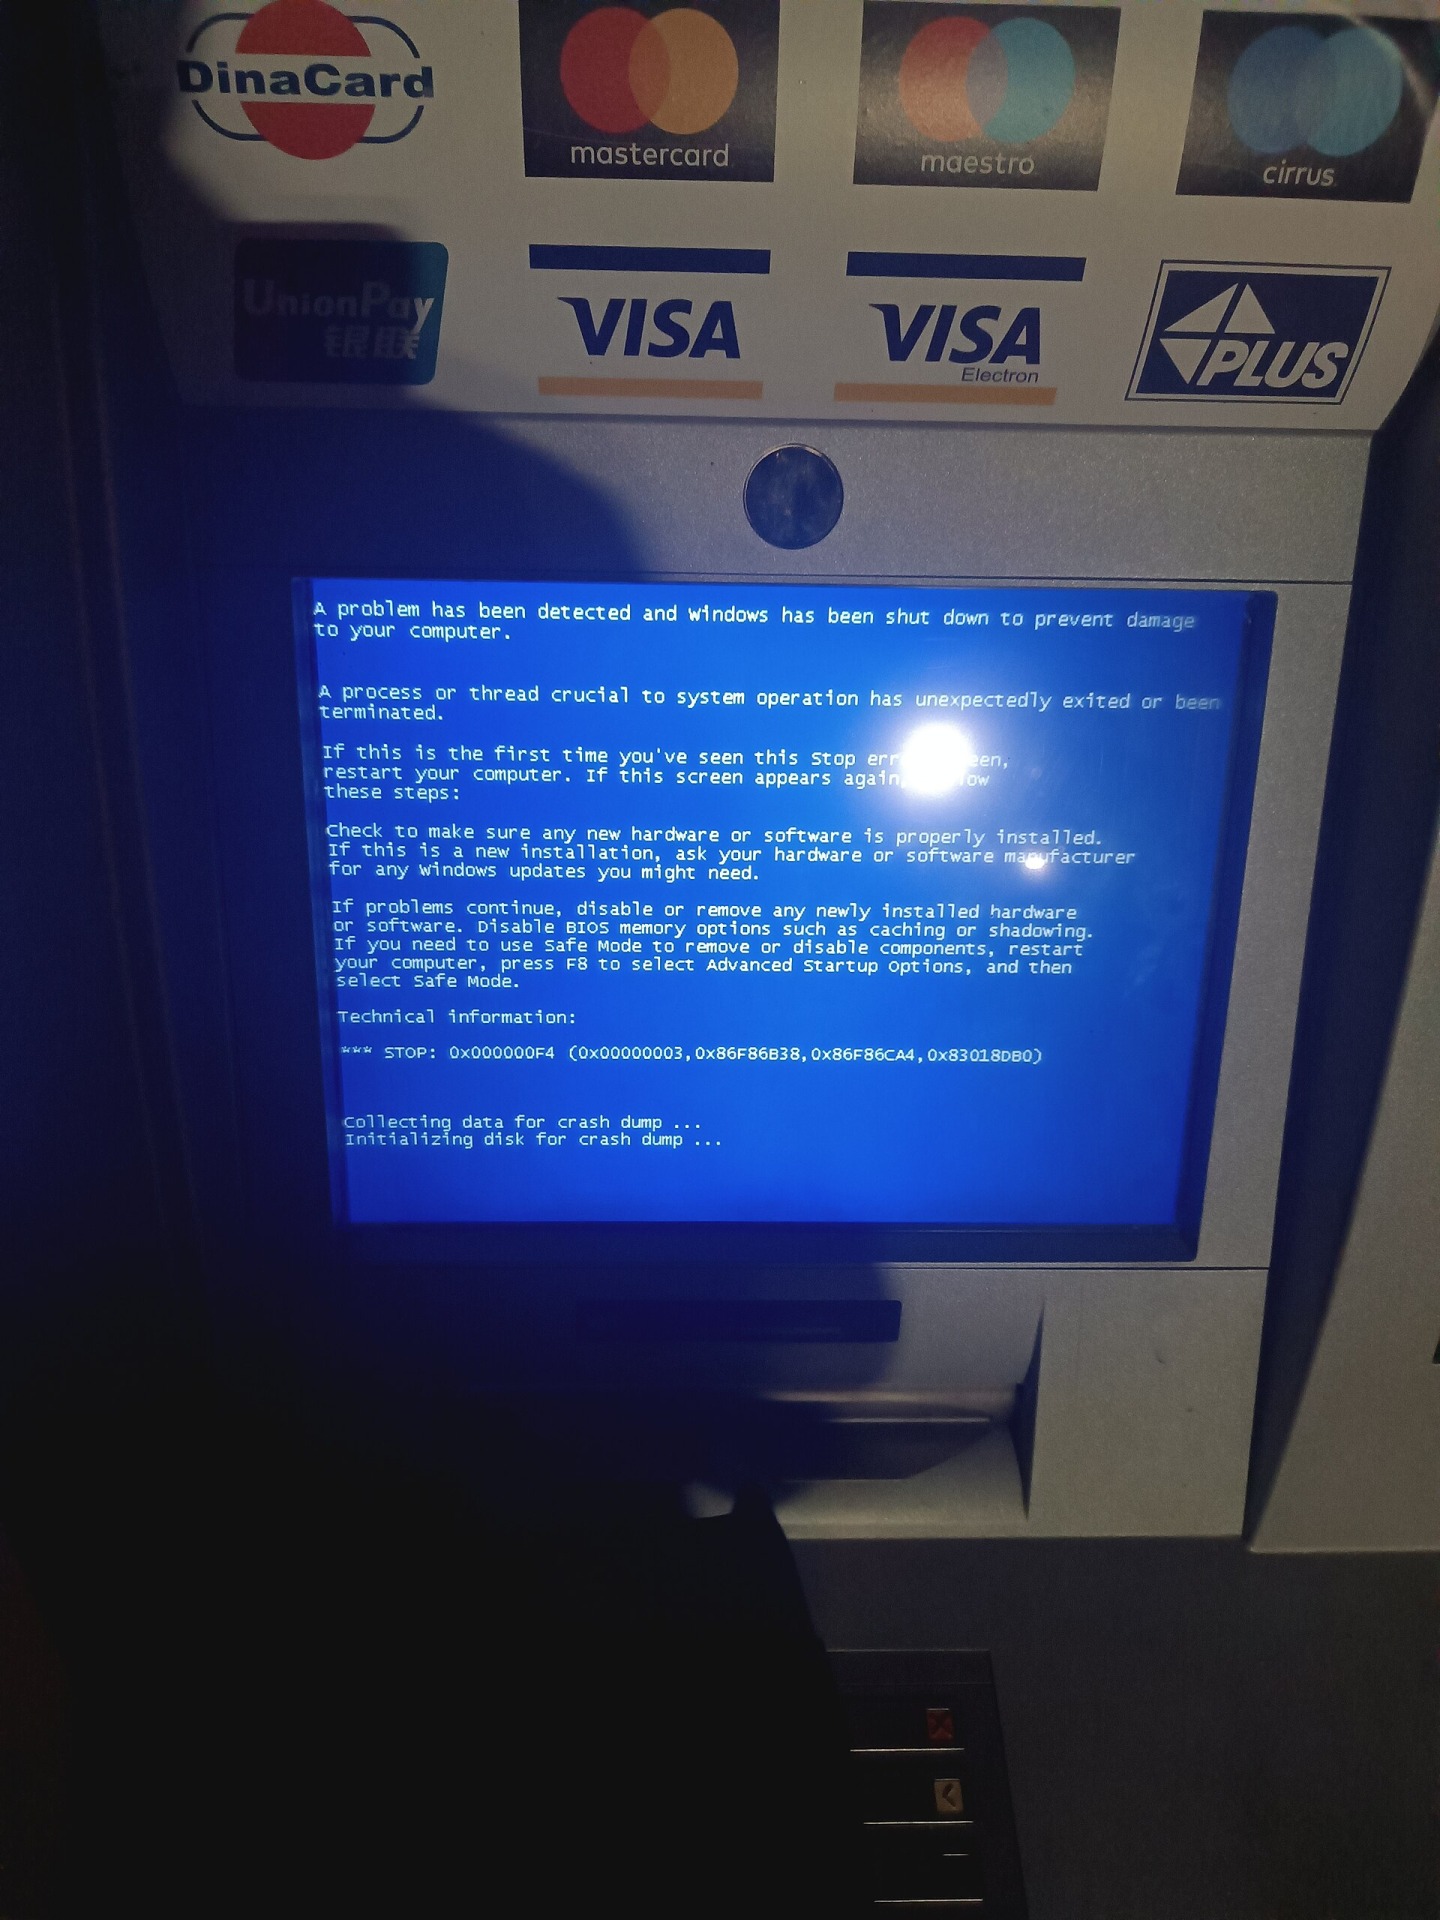 DinaCard
mastercard
maestro
cirrus
UnionPay
银联
VISA
VISA
Electron
PLUS
A problem has been detected and windows has been shut down to prevent damage
to your computer.
A process or thread crucial to system operation has unexpectedly exited or been
terminated.
If this is the first time you've seen this Stop
restart your computer. If this screen appears again,
these steps:
Check to make sure any new hardware or software is properly installed.
If this is a new installation, ask your hardware or software manufacturer
for any windows updates you might need.
If problems continue, disable or remove any newly installed hardware
or software. Disable BIOS memory options such as caching or shadowing.
If you need to use Safe Mode to remove or disable components, restart
your computer, press F8 to select Advanced Startup Options, and then
select Safe Mode.
Technical information:
*** STOP: 0x000000F4 (0x00000003,0x86F86B38,0x86F86CA4,0x83018DB0)
Collecting data for crash dump ...
Initializing disk for crash dump ...